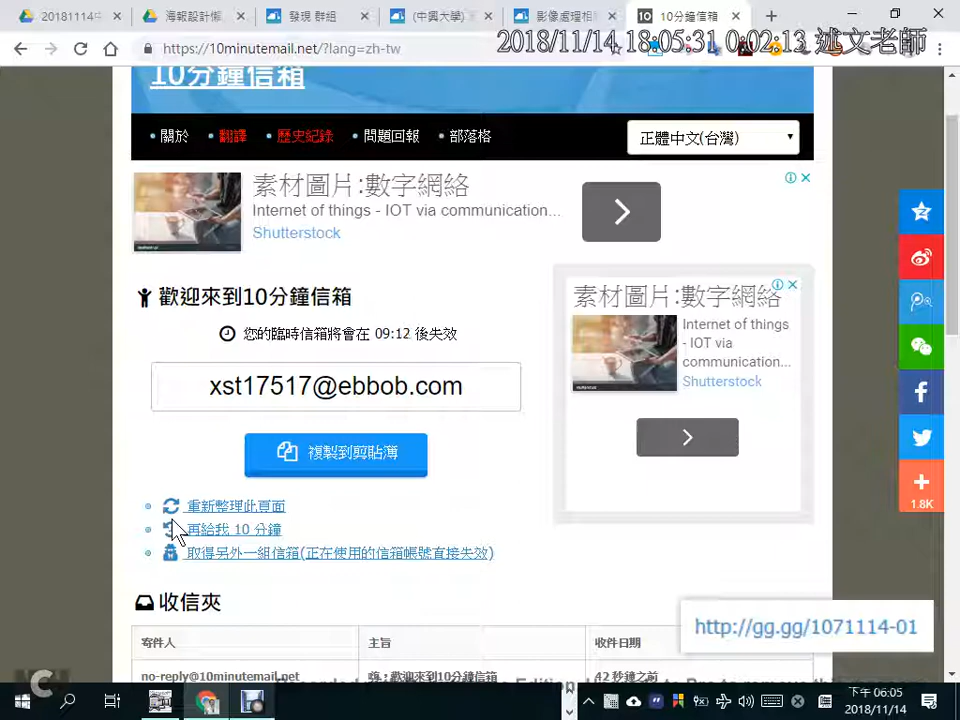 20181114中
海報設計懶
發現 群組
(中興大學)
影像處理相
10分鐘信箱
https://10minutemail.net/?lang=zh-tw
2018/11/14 18:05:31 0:02:13 述文老師
10分鐘信箱
關於
翻譯
歷史紀錄
問題回報
部落格
正體中文(台灣)
素材圖片:數字網絡
Internet of things - IOT via communication...
Shutterstock
歡迎來到10分鐘信箱
您的臨時信箱將會在 09:12 後失效
xst17517@ebbob.com
複製到剪貼簿
素材圖片:數字網絡
Internet of things
- IOT via
communication...
Shutterstock
重新整理此頁面
再給我 10 分鐘
取得另外一組信箱(正在使用的信箱帳號直接失效)
1.8K
收信夾
寄件人
主旨
收件日期
no-reply@10minutemail.net
嗨，歡迎來到10分鐘信箱
42 秒鐘之前
http://gg.gg/1071114-01
下午 06:05
2018/11/14